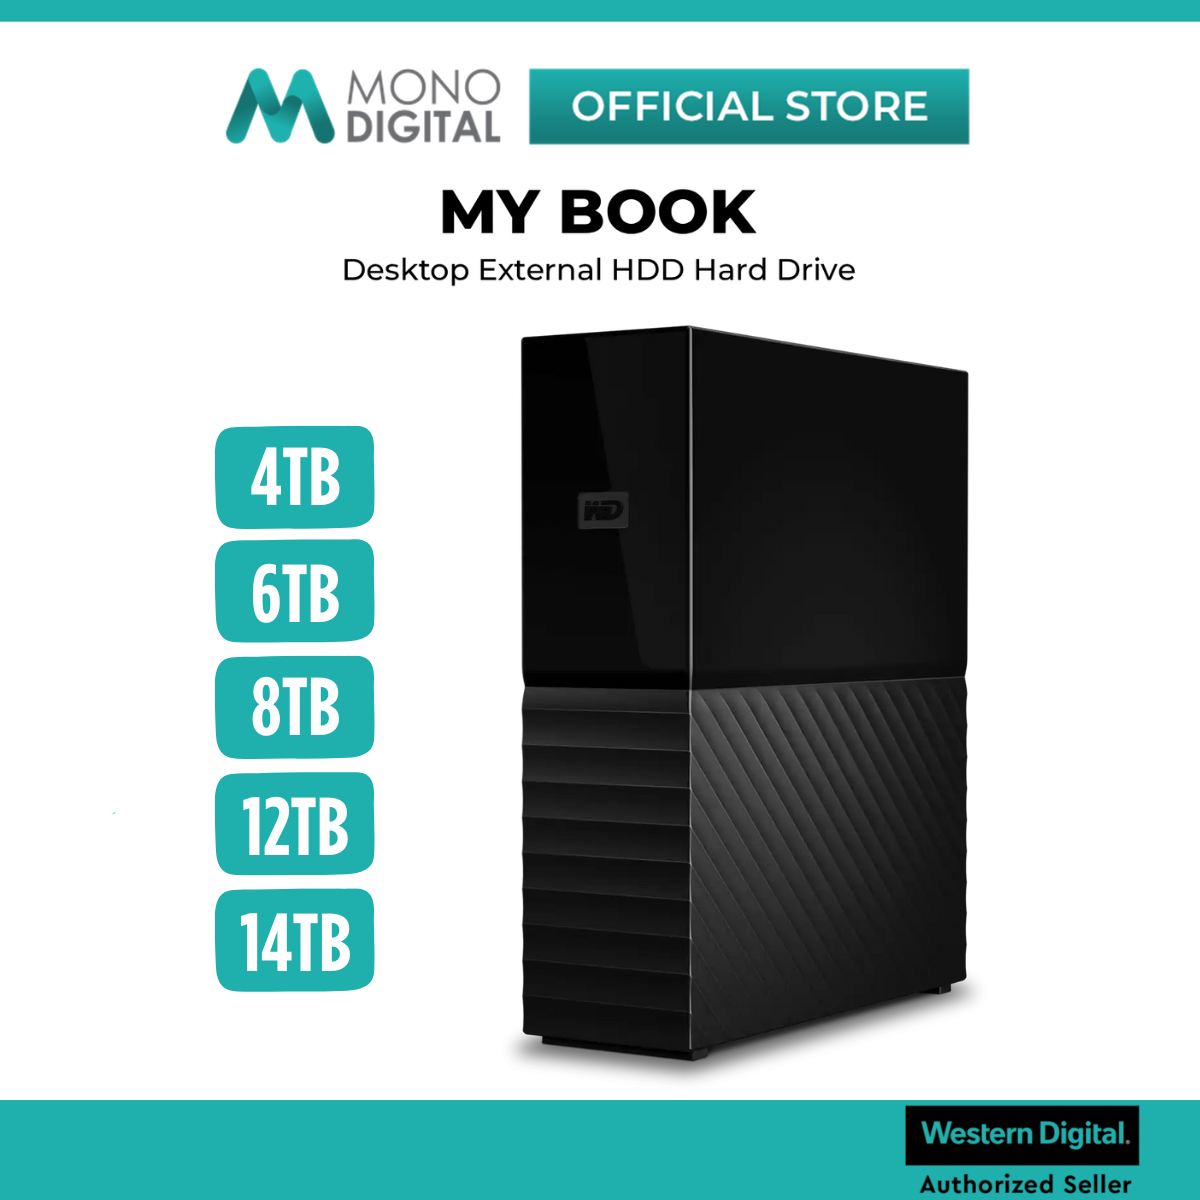 MONO
DIGITAL
OFFICIAL STORE
MY BOOK
Desktop External HDD Hard Drive
WD
4TB
6TB
8TB
12TB
14TB
Western Digital.
Authorized Seller